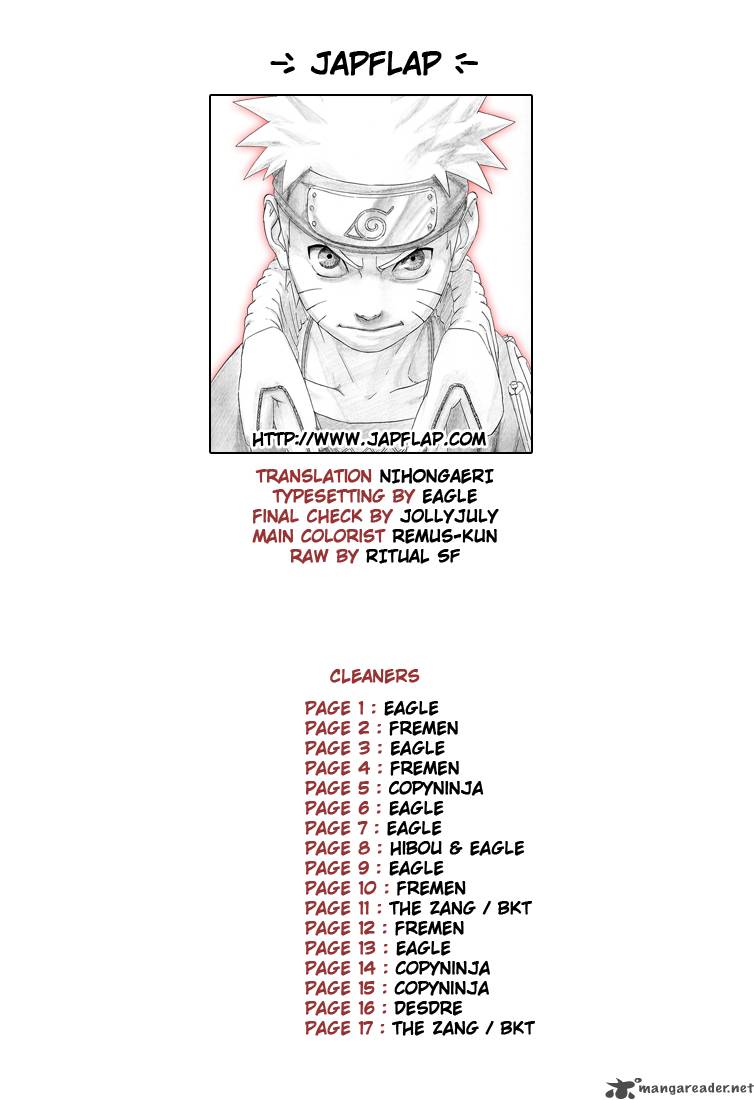 JAPFLAP
HTTP://WWW.JAPFLAP.COM
TRANSLATION NIHONGAERI
TYPESETTING BY EAGLE
FINAL CHECK BY JOLLYJULY
MAIN COLORIST REMUS-KUN
RAW BY RITUAL SF
CLEANERS
PAGE 1 : EAGLE
PAGE 2 : FREMEN
PAGE 3 : EAGLE
PAGE 4 : FREMEN
PAGE 5 : COPYNINJA
PAGE 6 : EAGLE
PAGE 7 : EAGLE
PAGE 8 : HIBOU & EAGLE
PAGE 9 : EAGLE
PAGE 10 : FREMEN
PAGE 11 : THE ZANG / BKT
PAGE 12 : FREMEN
PAGE 13 : EAGLE
PAGE 14 : COPYNINJA
PAGE 15 : COPYNINJA
PAGE 16 : DESDRE
PAGE 17 : THE ZANG / BKT
mangareader.net